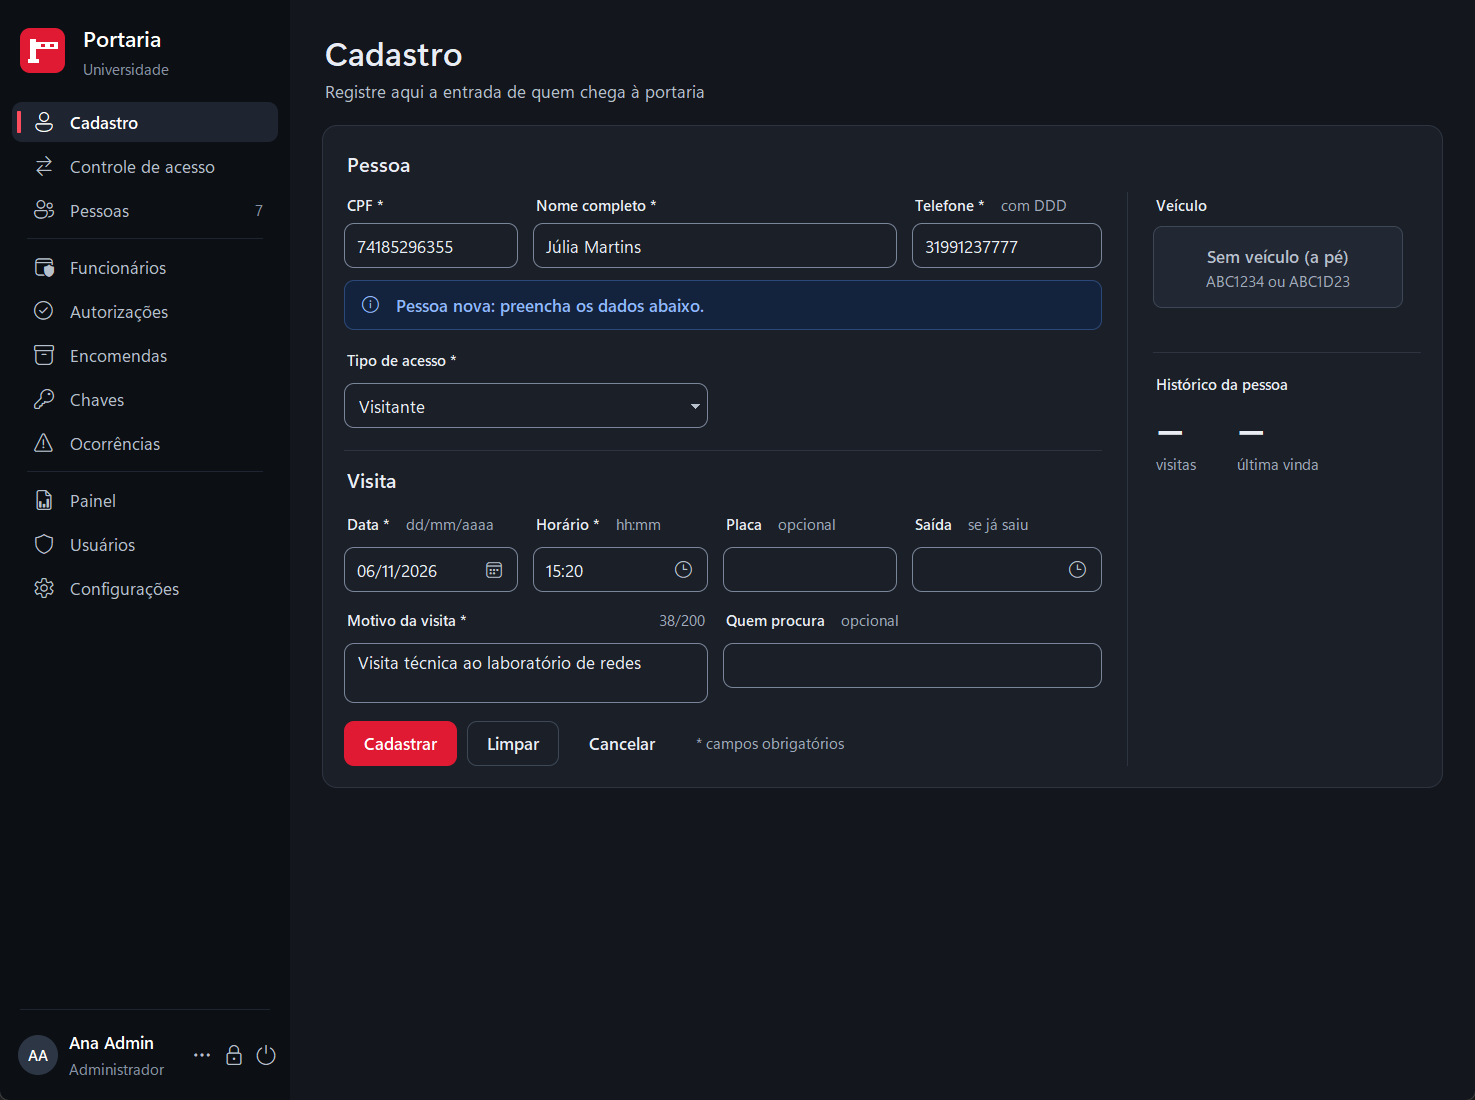 Portaria
Universidade
Cadastro
Controle de acesso
Pessoas 7
Funcionários
Autorizações
Encomendas
Chaves
Ocorrências
Painel
Usuários
Configurações
AA
Ana Admin
Administrador
Cadastro
Registre aqui a entrada de quem chega à portaria
Pessoa
CPF * Nome completo * Telefone * com DDD
74185296355 Júlia Martins 31991237777
Pessoa nova: preencha os dados abaixo.
Tipo de acesso *
Visitante
Visita
Data * dd/mm/aaaa Horário * hh:mm Placa opcional Saída se já saiu
06/11/2026 15:20
Motivo da visita * 38/200 Quem procura opcional
Visita técnica ao laboratório de redes
Cadastrar Limpar Cancelar * campos obrigatórios
Veículo
Sem veículo (a pé)
ABC1234 ou ABC1D23
Histórico da pessoa
— —
visitas última vinda